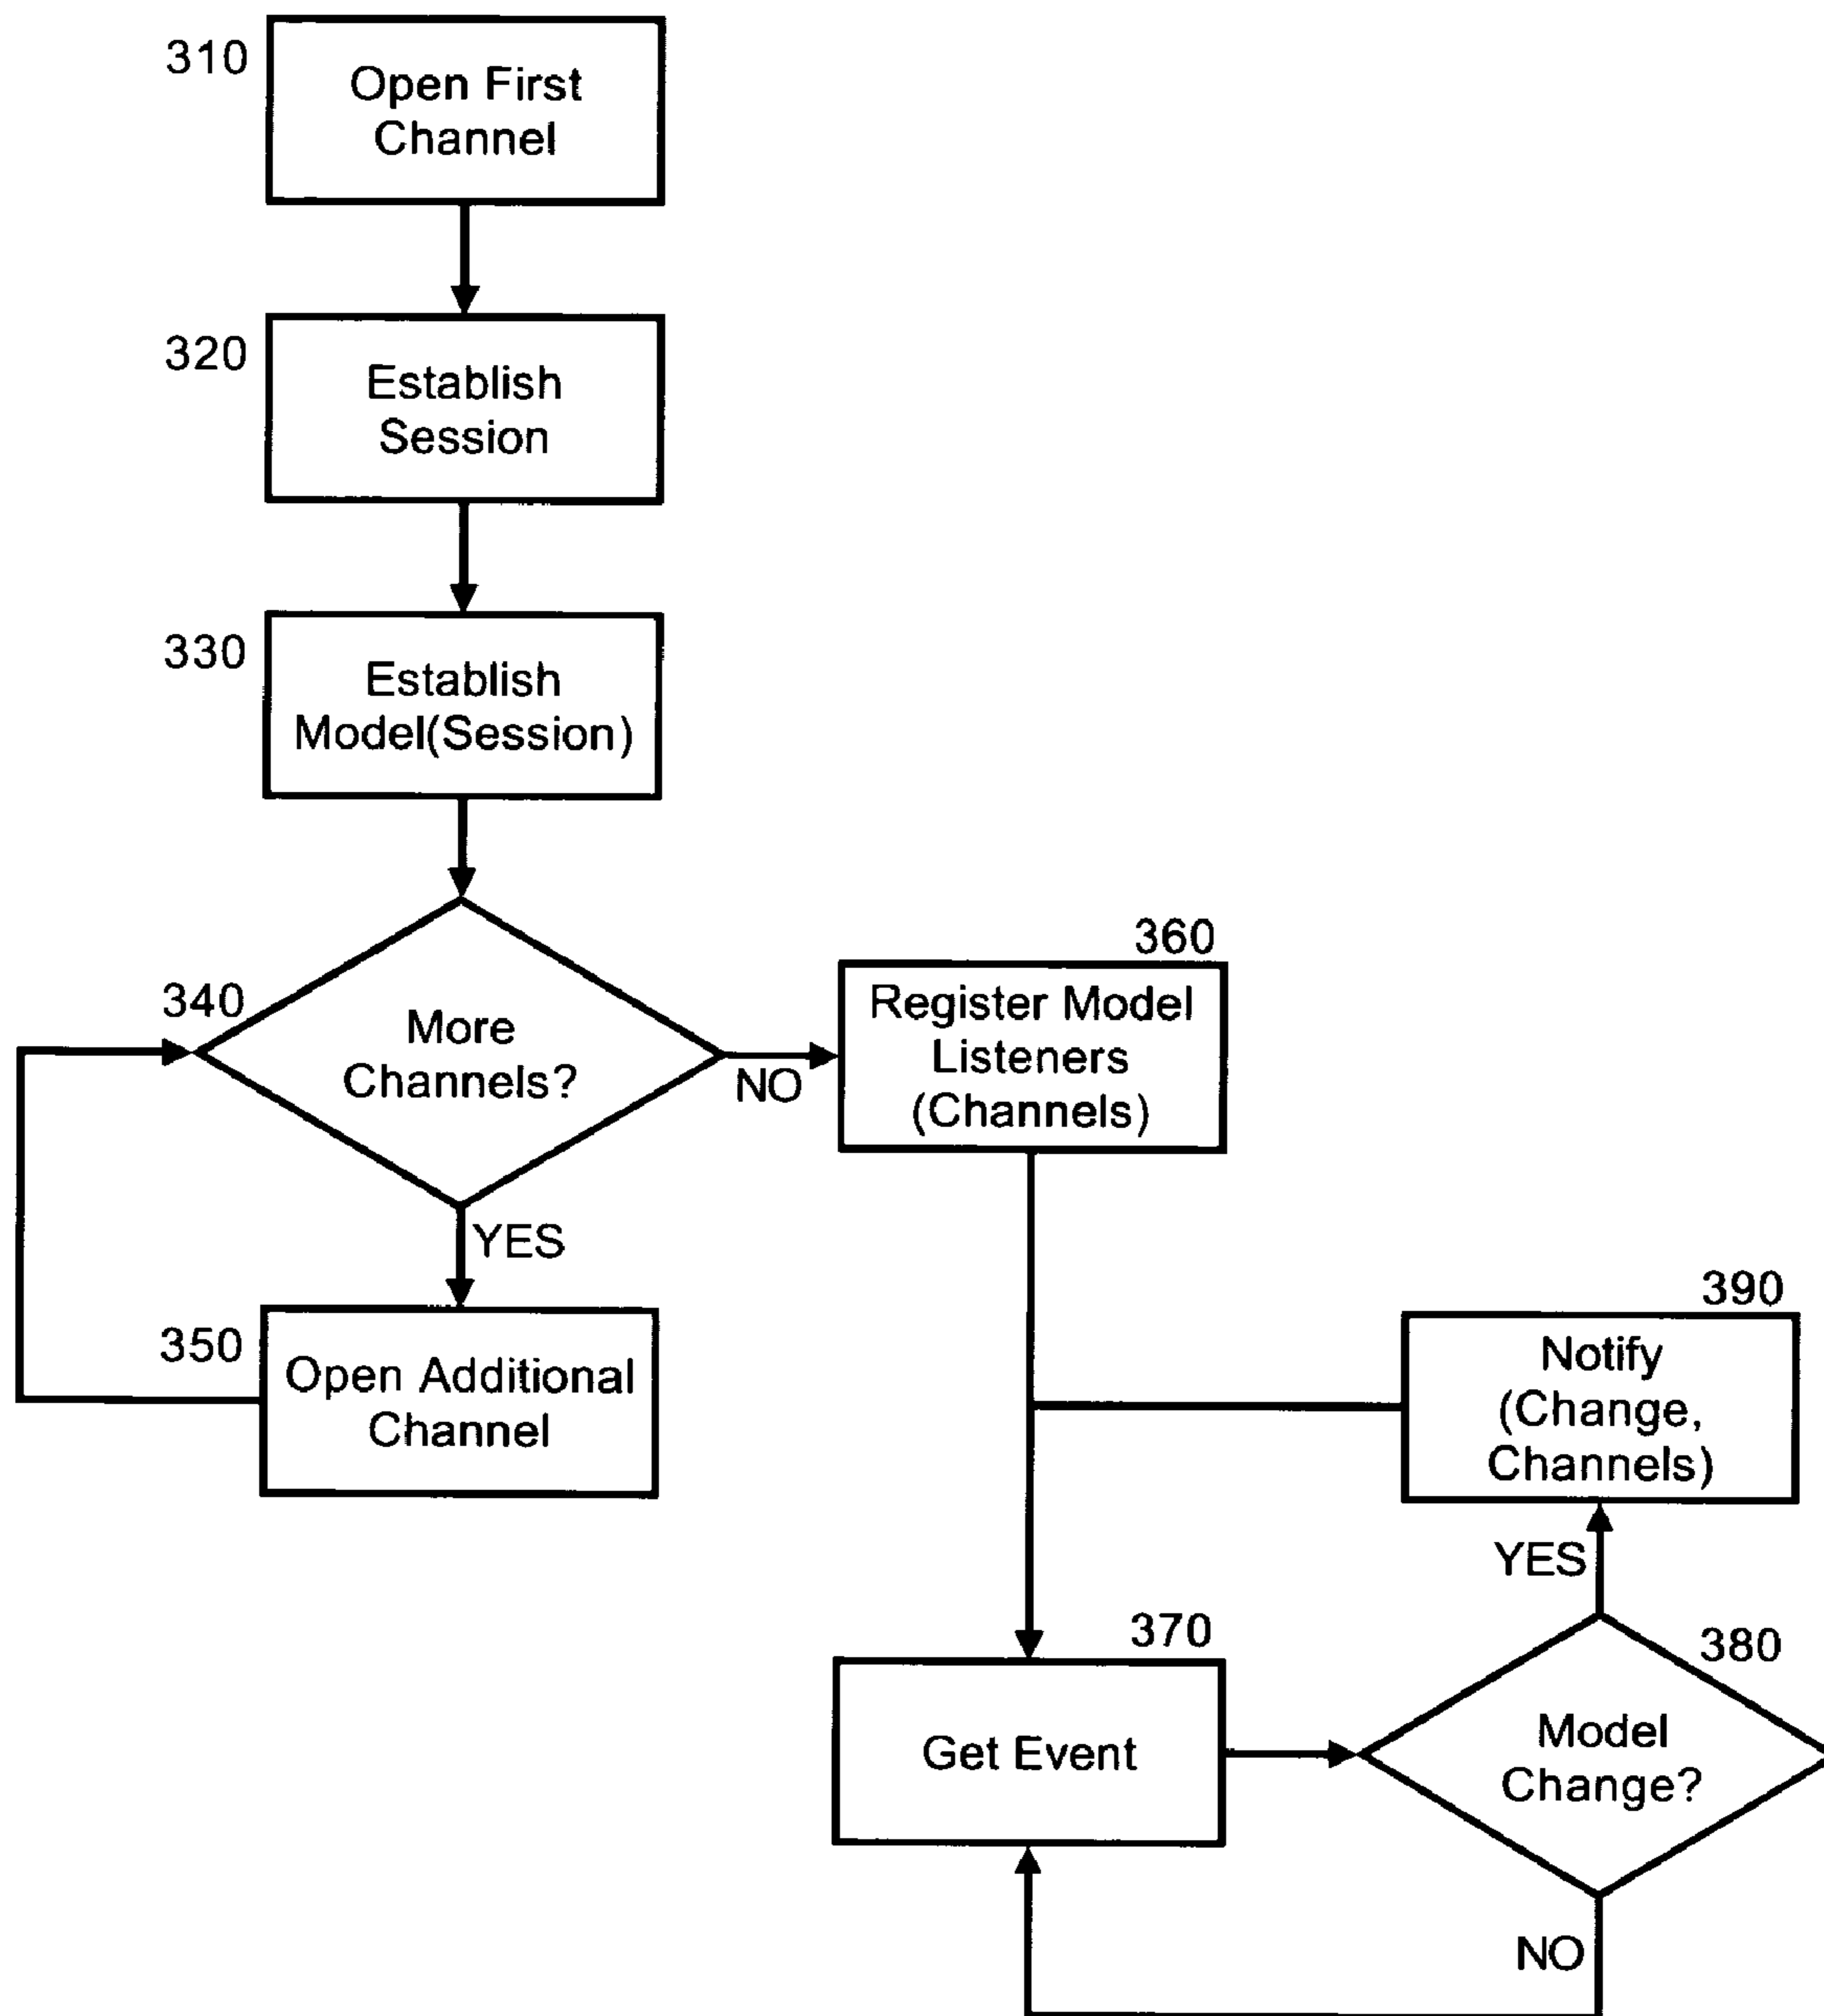 310
Open First
Channel
320
Establish
Session
330
Establish
Model(Session)
340
More
Channels?
NO
YES
350
Open Additional
Channel
360
Register Model
Listeners
(Channels)
390
Notify
(Change,
Channels)
YES
370
Get Event
380
Model
Change?
NO